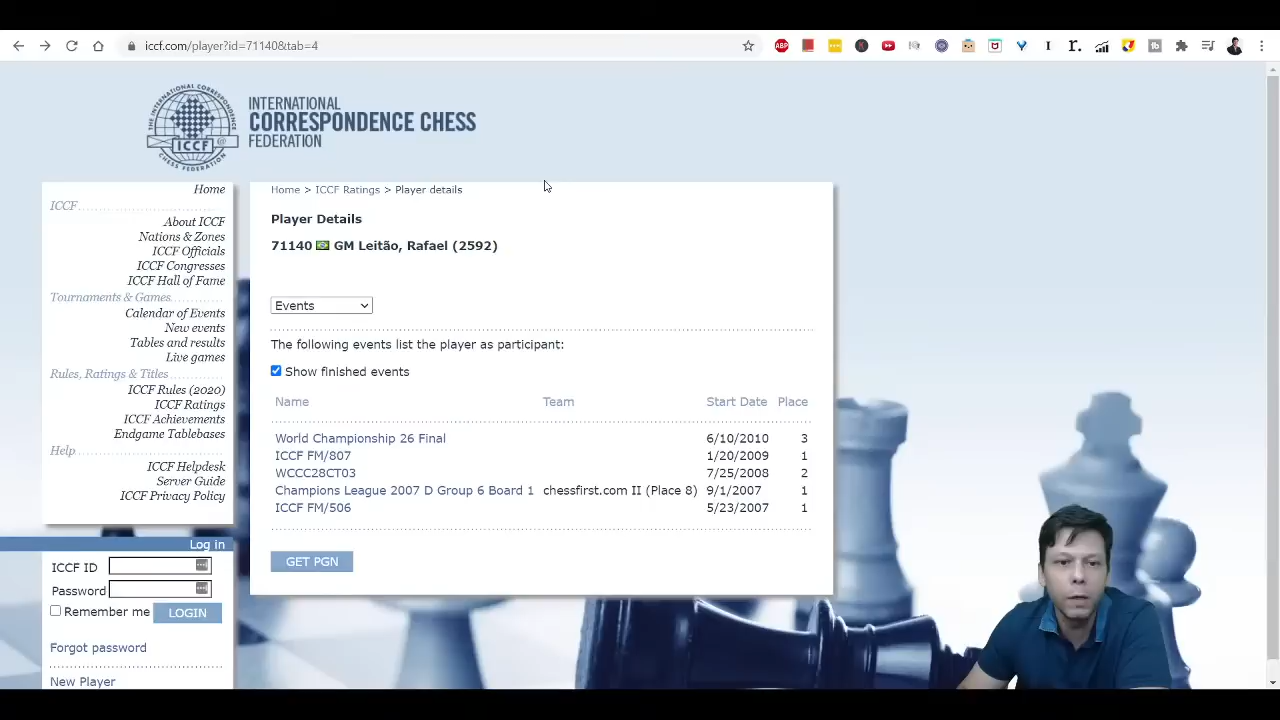 iccf.com/player?id=71140&tab=4
ABP
INTERNATIONAL
CORRESPONDENCE CHESS
FEDERATION
THE INTERNATIONAL CORRESPONDENCE
ICCF @
CHESS FEDERATION
Home
ICCF
About ICCF
Nations & Zones
ICCF Officials
ICCF Congresses
ICCF Hall of Fame
Tournaments & Games
Calendar of Events
New events
Tables and results
Live games
Rules, Ratings & Titles
ICCF Rules (2020)
ICCF Ratings
ICCF Achievements
Endgame Tablebases
Help
ICCF Helpdesk
Server Guide
ICCF Privacy Policy
Log in
ICCF ID
Password
Remember me LOGIN
Forgot password
New Player
Home > ICCF Ratings > Player details
Player Details
71140 GM Leitão, Rafael (2592)
Events
The following events list the player as participant:
Show finished events
Name Team Start Date Place
World Championship 26 Final 6/10/2010 3
ICCF FM/807 1/20/2009 1
WCCC28CT03 7/25/2008 2
Champions League 2007 D Group 6 Board 1 chessfirst.com II (Place 8) 9/1/2007 1
ICCF FM/506 5/23/2007 1
GET PGN